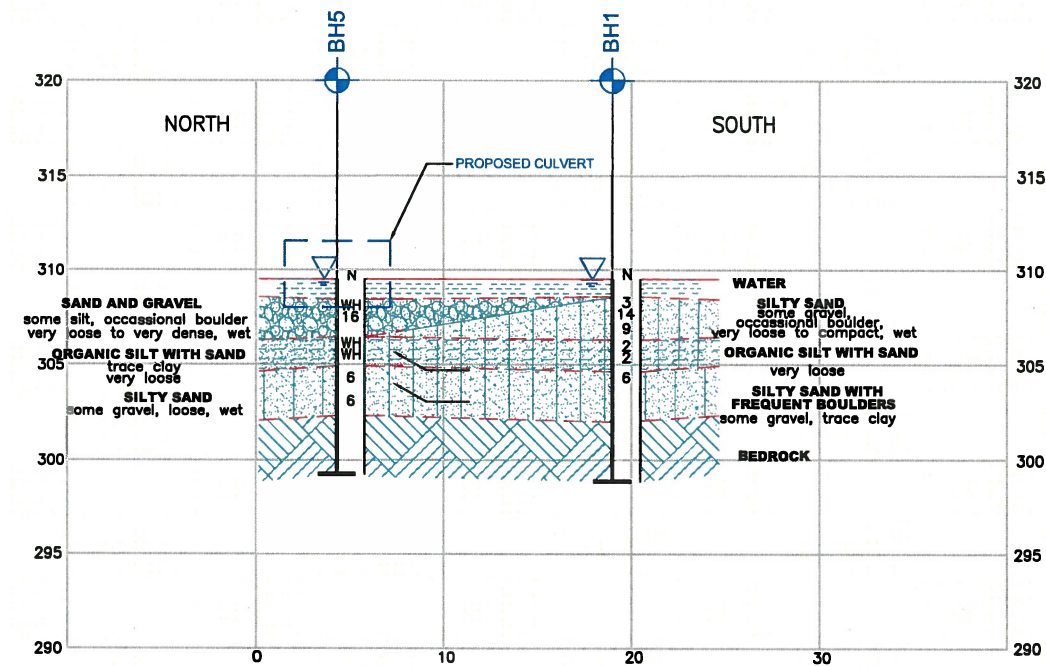 BH5
BH1
320
320
NORTH
SOUTH
PROPOSED CULVERT
315
315
310
310
N
N
WATER
SAND AND GRAVEL
some silt, occassional boulder
very loose to very dense, wet
WH
16
3
14
9
SILTY SAND
some gravel,
occassional boulder,
very loose to compact, wet
ORGANIC SILT WITH SAND
trace clay
very loose
WH
WH
2
2
ORGANIC SILT WITH SAND
very loose
305
305
SILTY SAND
some gravel, loose, wet
6
6
6
SILTY SAND WITH
FREQUENT BOULDERS
some gravel, trace clay
BEDROCK
300
300
295
295
290
290
0
10
20
30